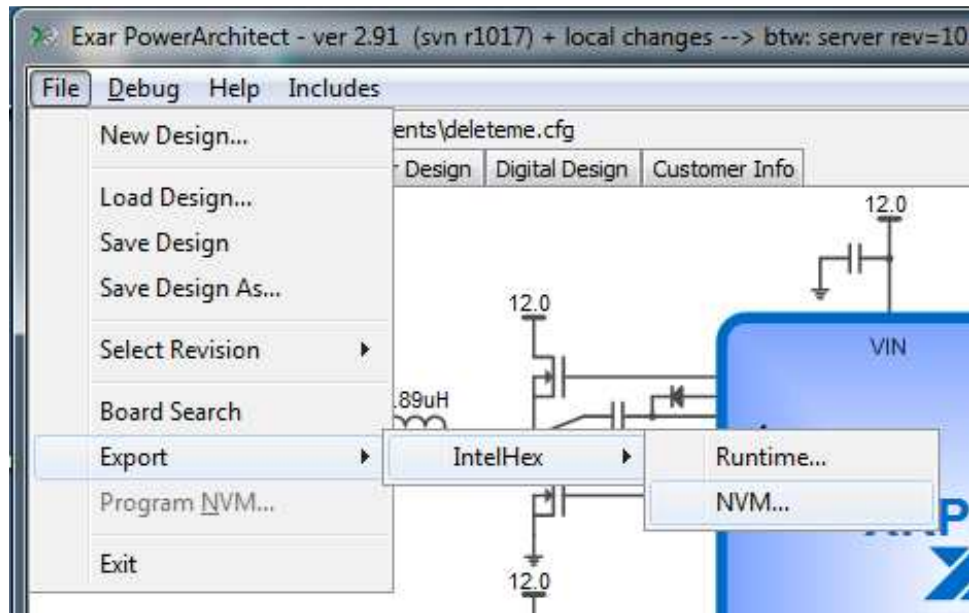 Exar PowerArchitect - ver 2.91 (svn r1017) + local changes --> btw: server rev=10
File Debug Help Includes
ents\deleteme.cfg
Design Digital Design Customer Info
New Design...
Load Design...
Save Design
Save Design As...
Select Revision
Board Search
Export
Program NVM...
Exit
IntelHex
Runtime...
NVM...
12.0
VIN
12.0
.89uH
12.0